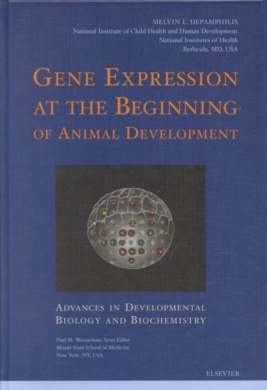 MELVIN L. DEPAMPHILIS
National Institute of Child Health and Human Development
National Institutes of Health
Bethesda, MD, USA
GENE EXPRESSION
AT THE BEGINNING
OF ANIMAL DEVELOPMENT
ADVANCES IN DEVELOPMENTAL
BIOLOGY AND BIOCHEMISTRY
Paul M. Wassarman, Series Editor
Mount Sinai School of Medicine
New York, NY, USA
ELSEVIER